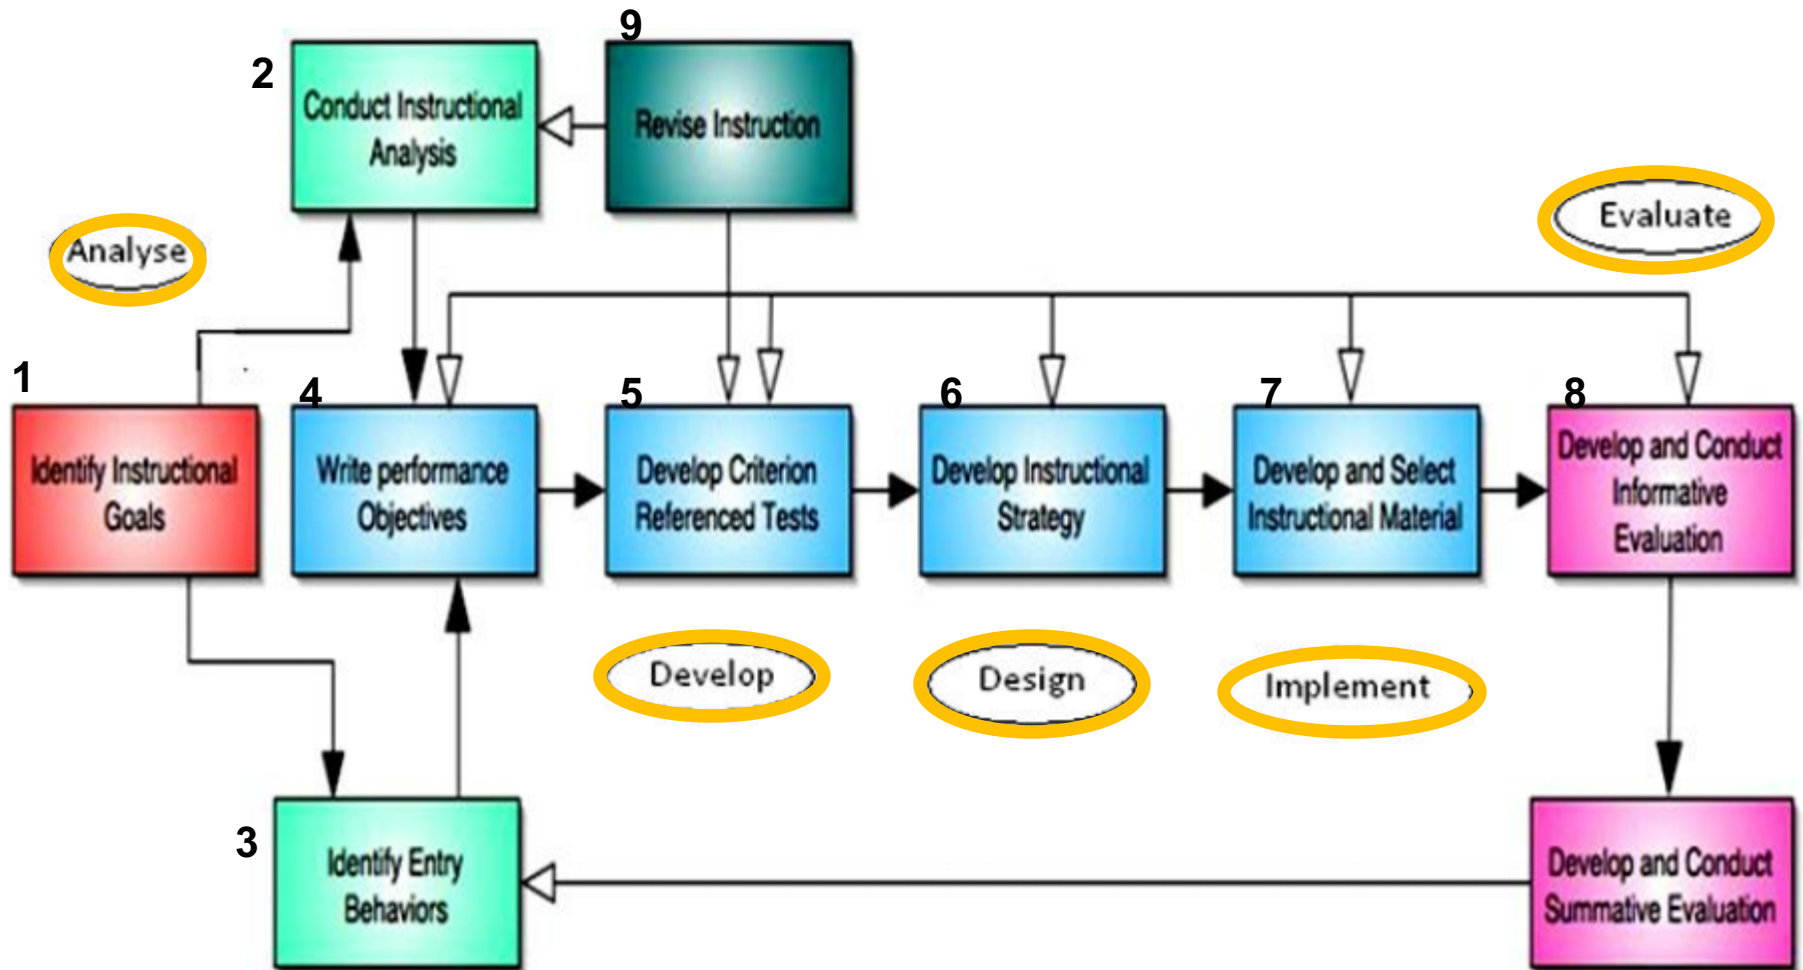 9
2
Conduct Instructional
Analysis
Revise Instruction
Analyse
Evaluate
1
Identify Instructional
Goals
4
Write performance
Objectives
5
Develop Criterion
Referenced Tests
6
Develop Instructional
Strategy
7
Develop and Select
Instructional Material
8
Develop and Conduct
Informative
Evaluation
Develop
Design
Implement
3
Identify Entry
Behaviors
Develop and Conduct
Summative Evaluation